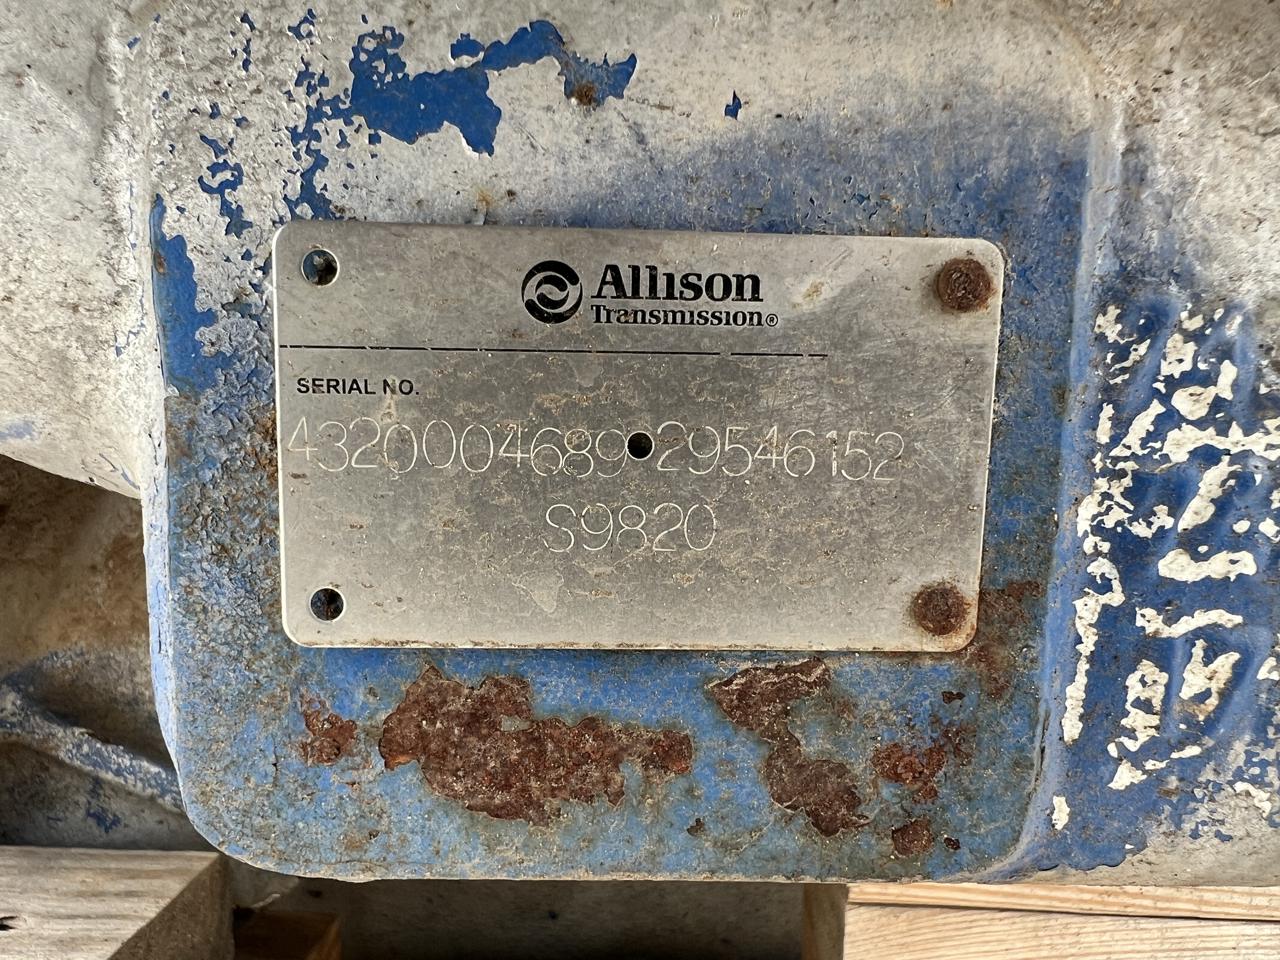 Allison
Transmission®
SERIAL NO.
4320004689 29546152
S9820